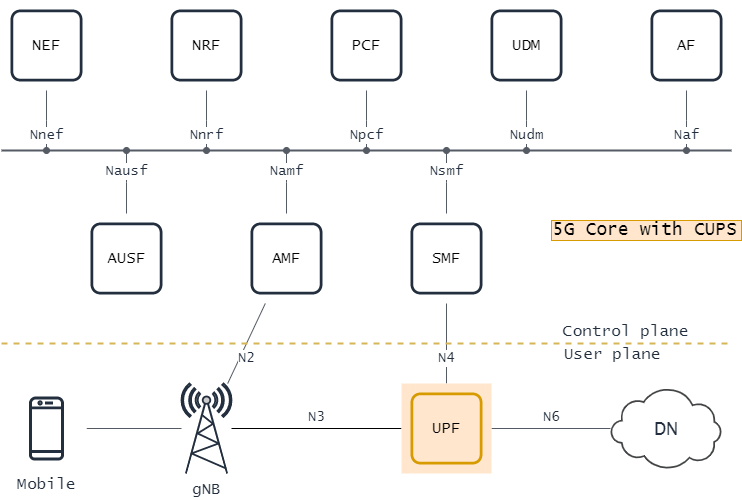 NEF
NRF
PCF
UDM
AF
Nnef
Nnrf
Npcf
Nudm
Naf
Nausf
Namf
Nsmf
AUSF
AMF
SMF
5G Core with CUPS
Control plane
User plane
N2
N4
N3
UPF
N6
DN
Mobile
gNB